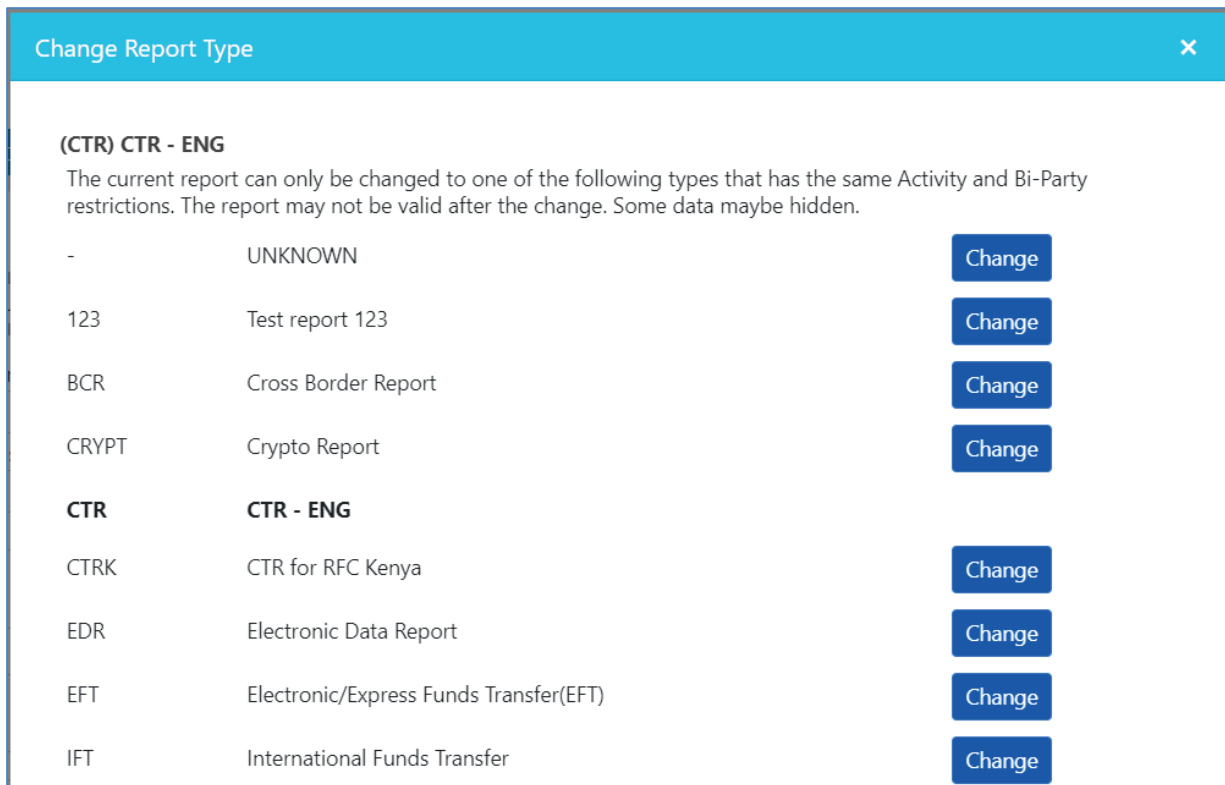 Change Report Type ×
(CTR) CTR - ENG
The current report can only be changed to one of the following types that has the same Activity and Bi-Party
restrictions. The report may not be valid after the change. Some data maybe hidden.
- UNKNOWN Change
123 Test report 123 Change
BCR Cross Border Report Change
CRYPT Crypto Report Change
CTR CTR - ENG
CTRK CTR for RFC Kenya Change
EDR Electronic Data Report Change
EFT Electronic/Express Funds Transfer(EFT) Change
IFT International Funds Transfer Change